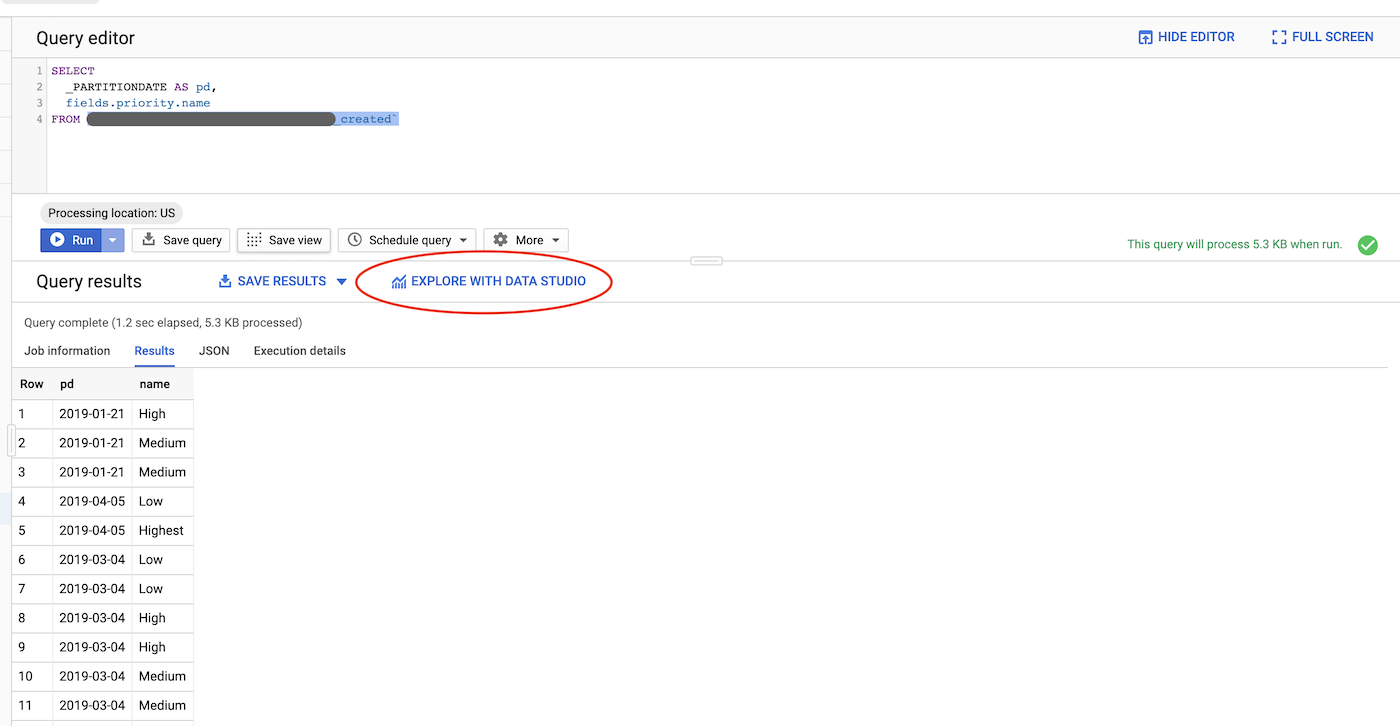 Query editor
HIDE EDITOR
FULL SCREEN
1 SELECT
2 _PARTITIONDATE AS pd,
3 fields.priority.name
4 FROM _created`
Processing location: US
Run
Save query
Save view
Schedule query
More
This query will process 5.3 KB when run.
Query results
SAVE RESULTS
EXPLORE WITH DATA STUDIO
Query complete (1.2 sec elapsed, 5.3 KB processed)
Job information Results JSON Execution details
Row pd name
1 2019-01-21 High
2 2019-01-21 Medium
3 2019-01-21 Medium
4 2019-04-05 Low
5 2019-04-05 Highest
6 2019-03-04 Low
7 2019-03-04 Low
8 2019-03-04 High
9 2019-03-04 High
10 2019-03-04 Medium
11 2019-03-04 Medium